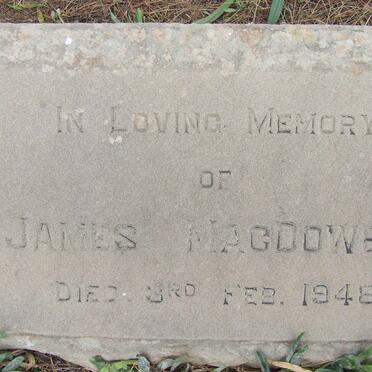 IN LOVING MEMORY
OF
JAMES MACDOWE
DIED. 3RD FEB. 1948